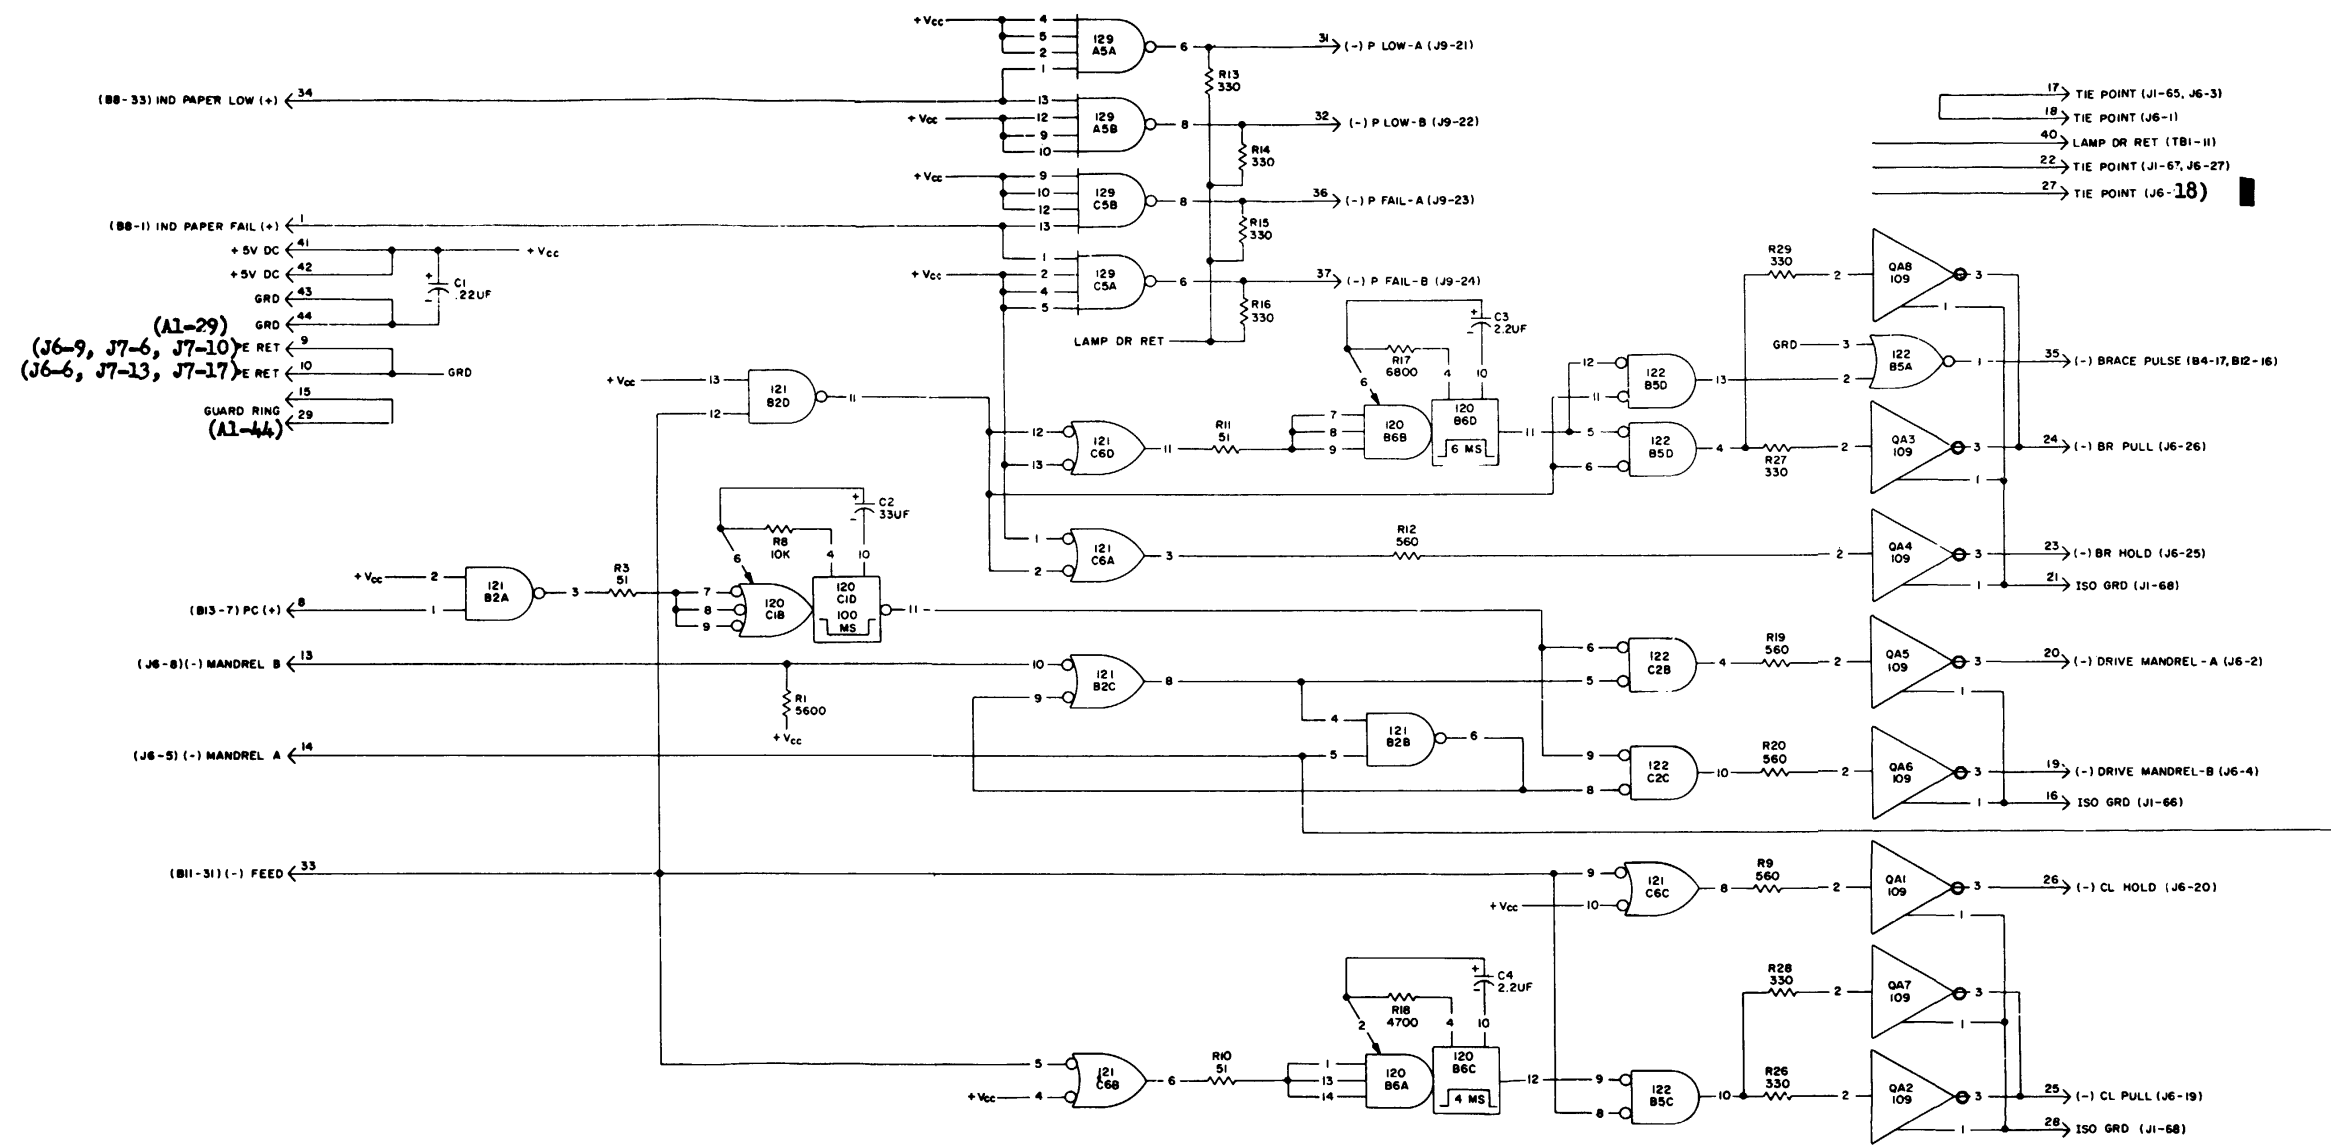 +Vcc 4
5
2
1
129
A5A
6
31 (-) P LOW-A (J9-21)
R13
330
(B8-33) IND PAPER LOW (+) 34
13
+Vcc 12
9
10
129
A5B
8
32 (-) P LOW-B (J9-22)
R14
330
17 TIE POINT (J1-65, J6-3)
18 TIE POINT (J6-1)
40 LAMP DR RET (TB1-11)
22 TIE POINT (J1-67, J6-27)
27 TIE POINT (J6-18)
+Vcc 9
10
12
13
129
C5B
8
36 (-) P FAIL-A (J9-23)
R15
330
(B8-1) IND PAPER FAIL (+) 1
+5V DC 41
+Vcc
+5V DC 42
C1
.22UF
+
-
GRD 43
GRD 44
(A1-29)
(J6-9, J7-6, J7-10) E RET 9
(J6-6, J7-13, J7-17) E RET 10
GRD
15
GUARD RING 29
(A1-44)
1
+Vcc 2
4
5
129
C5A
6
37 (-) P FAIL-B (J9-24)
R16
330
LAMP DR RET
+Vcc 13
12
121
B2D
11
12
13
121
C6D
11
R11
51
7
8
9
6
120
B6B
R17
6800
4
10
+
-
C3
2.2UF
120
B6D
6 MS
11
12
11
122
B5D
13
5
6
122
B5D
4
R29
330
2
QA8
109
3
1
GRD 3
2
122
B5A
1
35 (-) BRACE PULSE (B4-17, B12-16)
R27
330
2
QA3
109
3
1
24 (-) BR PULL (J6-26)
1
2
121
C6A
3
R12
560
2
QA4
109
3
1
23 (-) BR HOLD (J6-25)
21 ISO GRD (J1-68)
+Vcc 2
(B13-7) PC (+) 8
1
121
B2A
3
R3
51
7
8
9
6
120
C1B
R8
10K
4
10
+
-
C2
33UF
120
C1D
100
MS
11
(J6-8) (-) MANDREL B 13
R1
5600
+Vcc
10
9
121
B2C
8
6
5
122
C2B
4
R19
560
2
QA5
109
3
1
20 (-) DRIVE MANDREL-A (J6-2)
(J6-5) (-) MANDREL A 14
4
5
121
B2B
6
9
8
122
C2C
10
R20
560
2
QA6
109
3
1
19 (-) DRIVE MANDREL-B (J6-4)
16 ISO GRD (J1-66)
(B11-31) (-) FEED 33
9
+Vcc 10
121
C6C
8
R9
560
2
QA1
109
3
1
26 (-) CL HOLD (J6-20)
5
+Vcc 4
121
C6B
6
R10
51
1
13
14
2
120
B6A
R18
4700
4
10
+
-
C4
2.2UF
120
B6C
4 MS
12
9
8
122
B5C
10
R28
330
2
QA7
109
3
1
R26
330
2
QA2
109
3
1
25 (-) CL PULL (J6-19)
28 ISO GRD (J1-68)